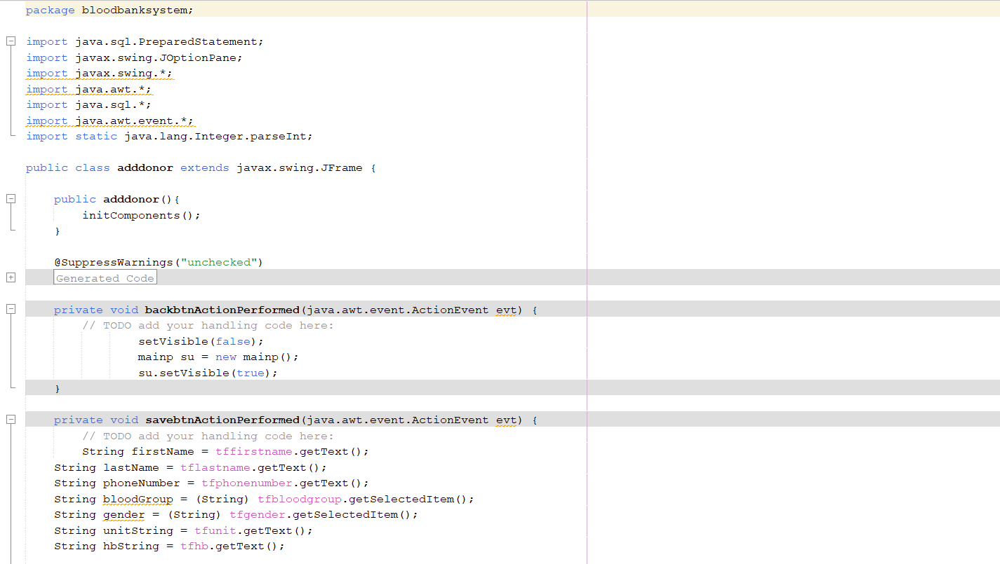 package bloodbanksystem;
import java.sql.PreparedStatement;
import javax.swing.JOptionPane;
import javax.swing.*;
import java.awt.*;
import java.sql.*;
import java.awt.event.*;
import static java.lang.Integer.parseInt;
public class adddonor extends javax.swing.JFrame {
public adddonor(){
initComponents();
}
@SuppressWarnings("unchecked")
Generated Code
private void backbtnActionPerformed(java.awt.event.ActionEvent evt) {
// TODO add your handling code here:
setVisible(false);
mainp su = new mainp();
su.setVisible(true);
}
private void savebtnActionPerformed(java.awt.event.ActionEvent evt) {
// TODO add your handling code here:
String firstName = tffirstname.getText();
String lastName = tflastname.getText();
String phoneNumber = tfphonenumber.getText();
String bloodGroup = (String) tfbloodgroup.getSelectedItem();
String gender = (String) tfgender.getSelectedItem();
String unitString = tfunit.getText();
String hbString = tfhb.getText();